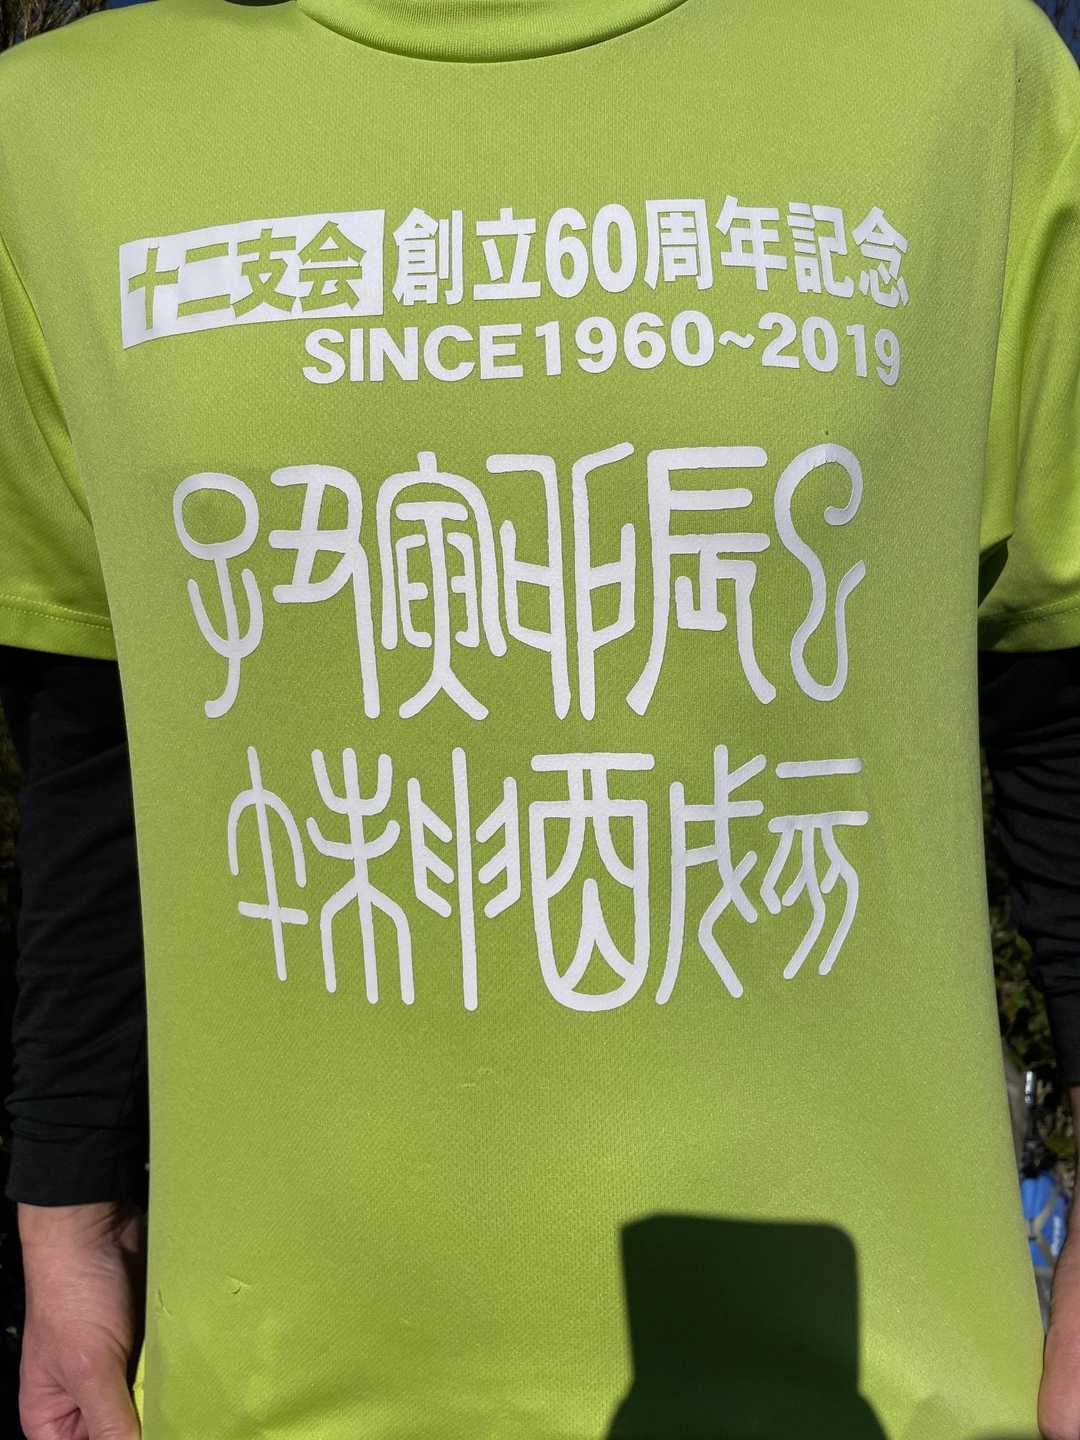 十二支会 創立60周年記念
SINCE1960~2019
子丑寅卯辰巳
午未申酉戌亥